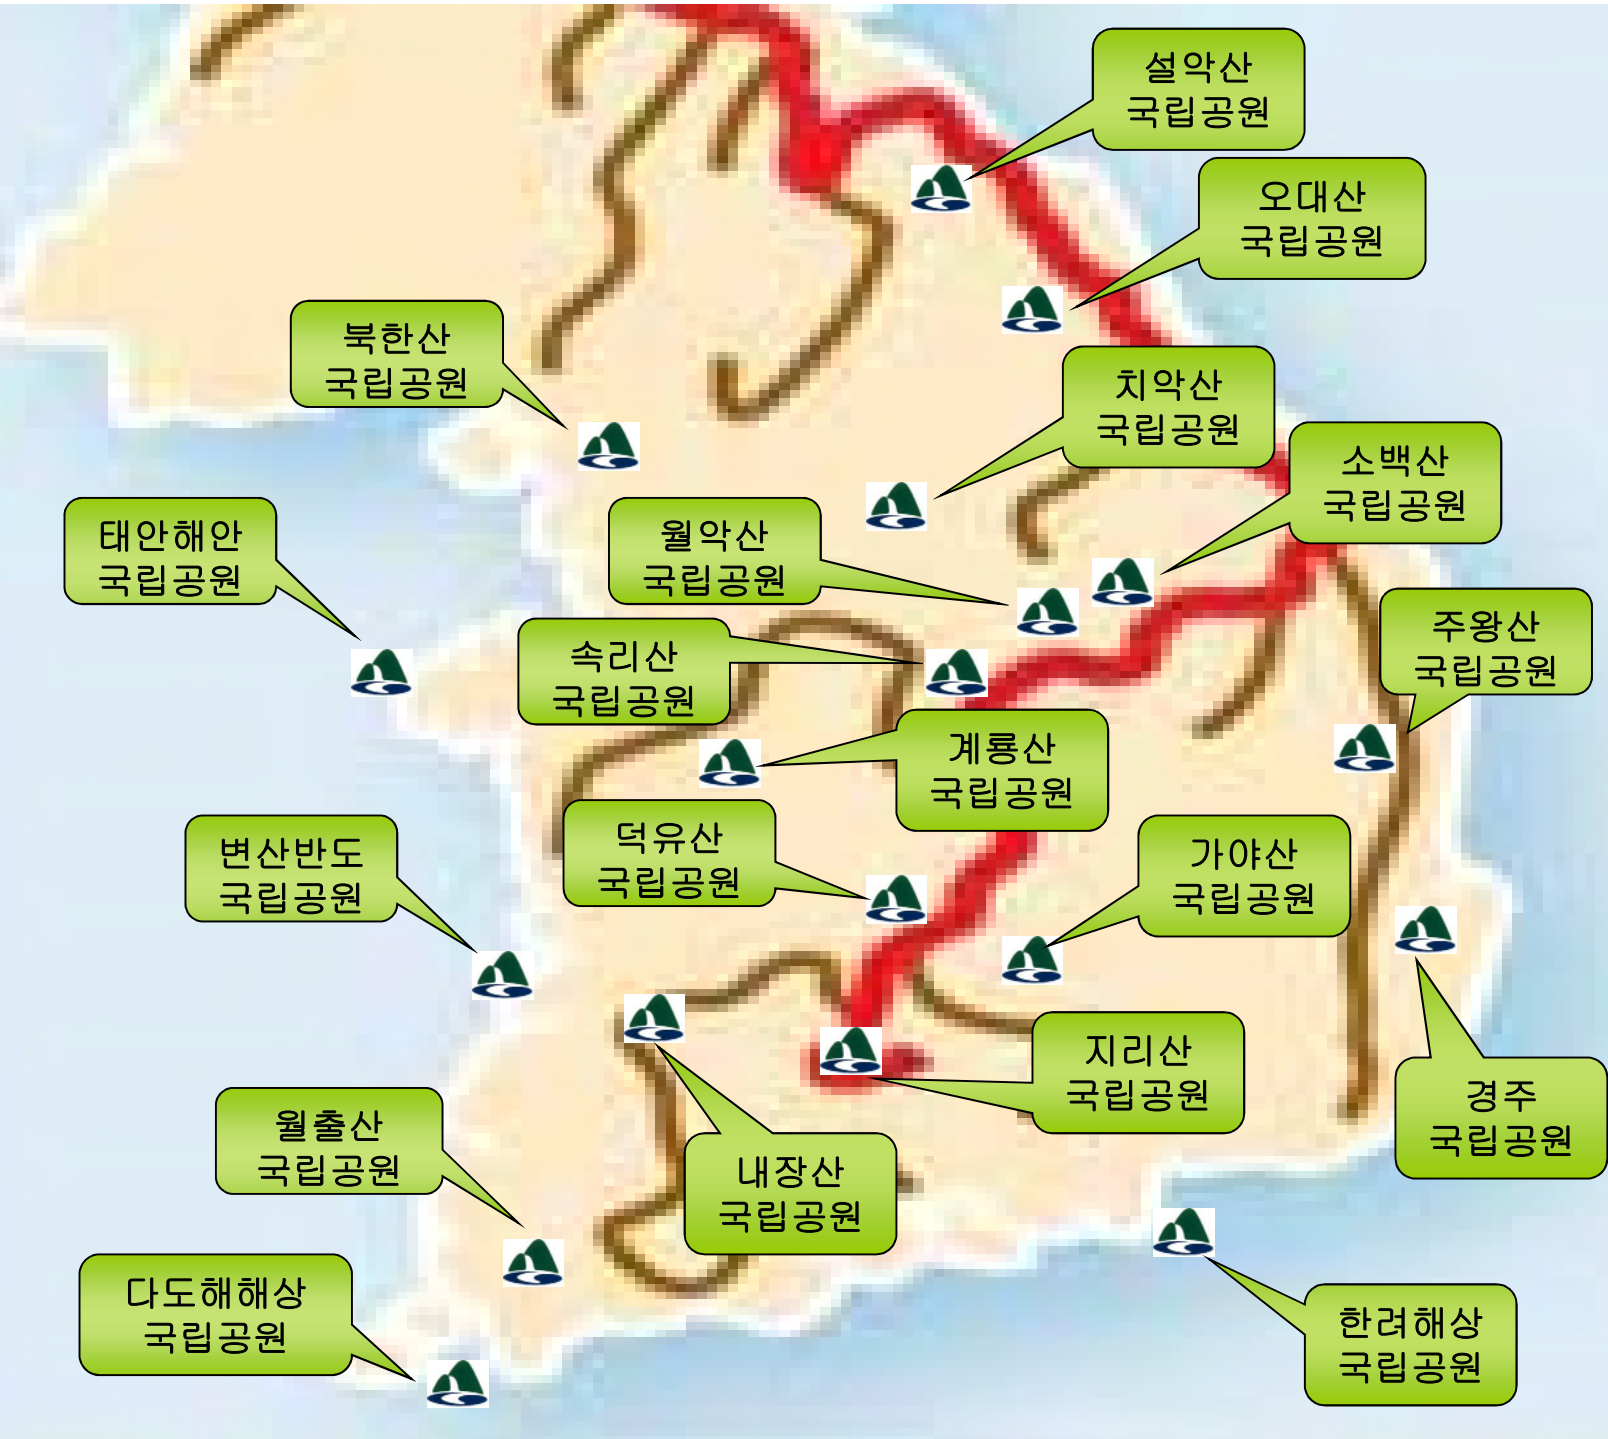 설악산
국립공원
오대산
국립공원
북한산
국립공원
치악산
국립공원
소백산
국립공원
태안해안
국립공원
월악산
국립공원
주왕산
국립공원
속리산
국립공원
계룡산
국립공원
덕유산
국립공원
변산반도
국립공원
가야산
국립공원
지리산
국립공원
경주
국립공원
월출산
국립공원
내장산
국립공원
다도해해상
국립공원
한려해상
국립공원